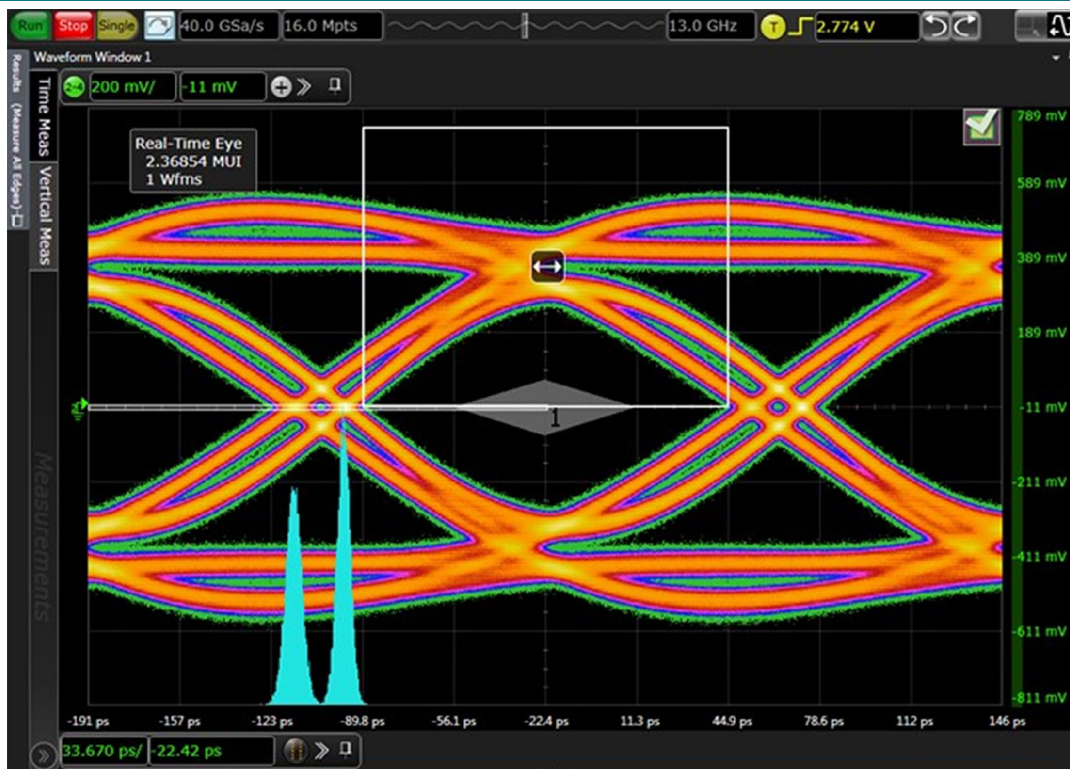 Run Stop Single 40.0 GSa/s 16.0 Mpts 13.0 GHz T 2.774 V
Waveform Window 1
Results (Measure All Edges)
Time Meas
Vertical Meas
Measurements
2-4 200 mV/ -11 mV
Real-Time Eye
2.36854 MUI
1 Wfms
789 mV
589 mV
389 mV
189 mV
-11 mV
-211 mV
-411 mV
-611 mV
-811 mV
1
-191 ps -157 ps -123 ps -89.8 ps -56.1 ps -22.4 ps 11.3 ps 44.9 ps 78.6 ps 112 ps 146 ps
33.670 ps/ -22.42 ps